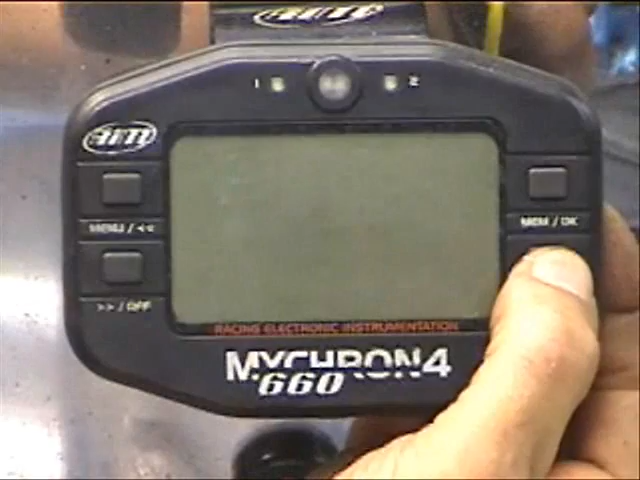 AiM
1 2
AiM
MENU / <<
MEM / OK
>> / OFF
RACING ELECTRONIC INSTRUMENTATION
MYCHRON4
660